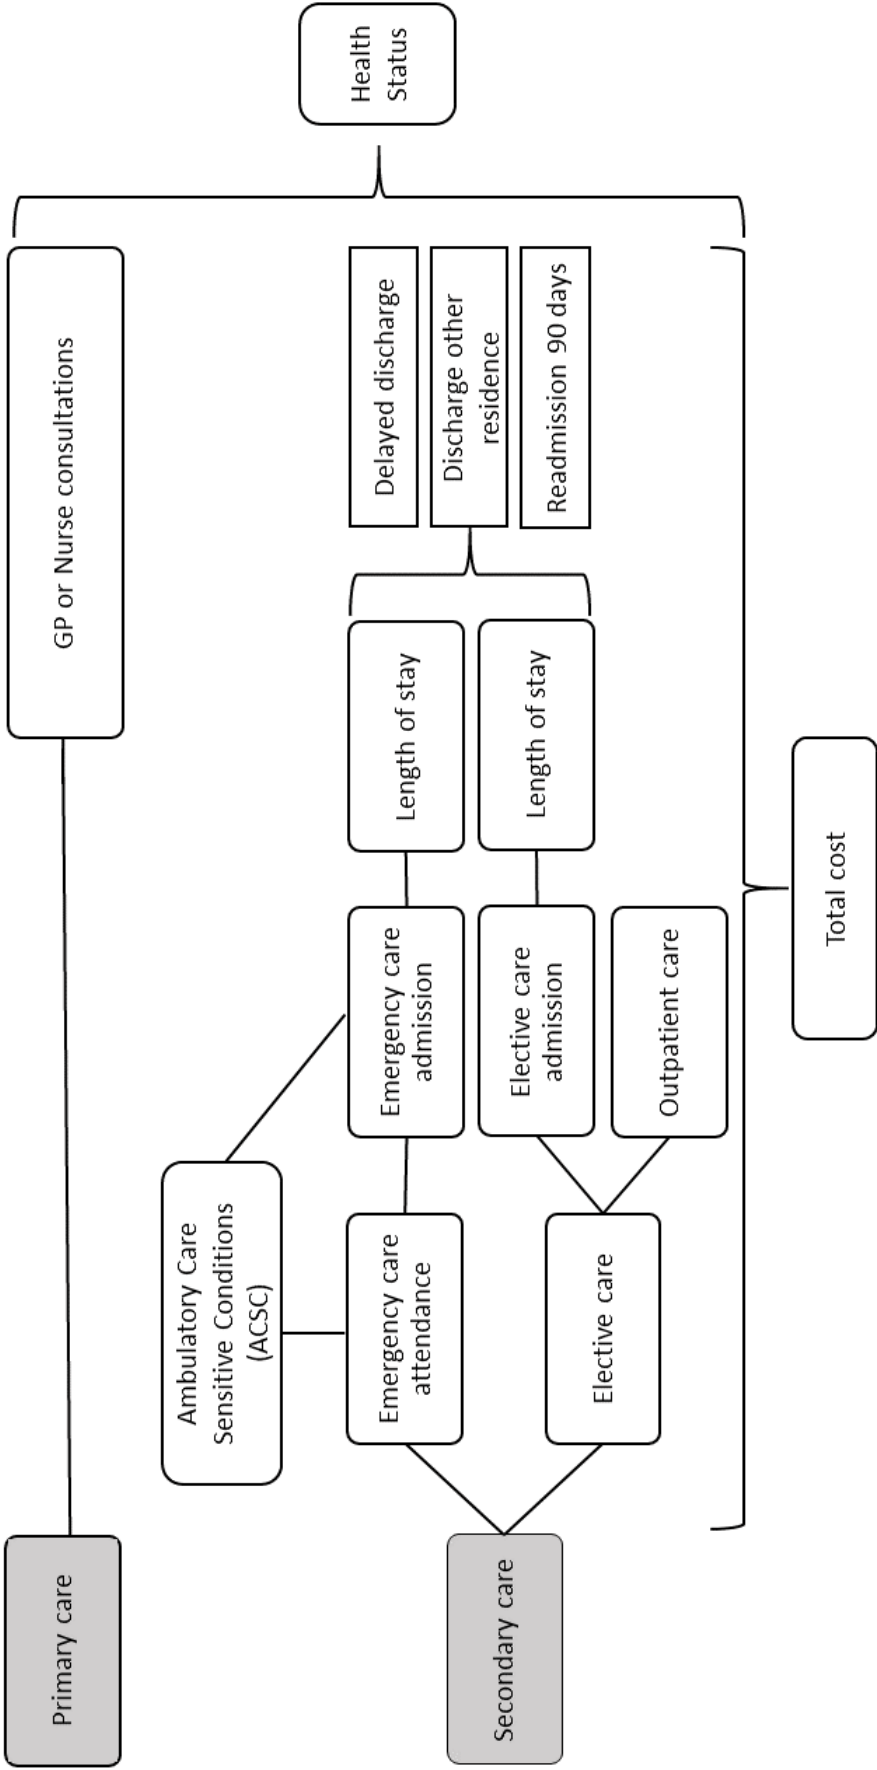 Primary care
GP or Nurse consultations
Health
Status
Ambulatory Care
Sensitive Conditions
(ACSC)
Emergency care
attendance
Emergency care
admission
Length of stay
Delayed discharge
Discharge other
residence
Readmission 90 days
Secondary care
Elective care
Elective care
admission
Length of stay
Outpatient care
Total cost